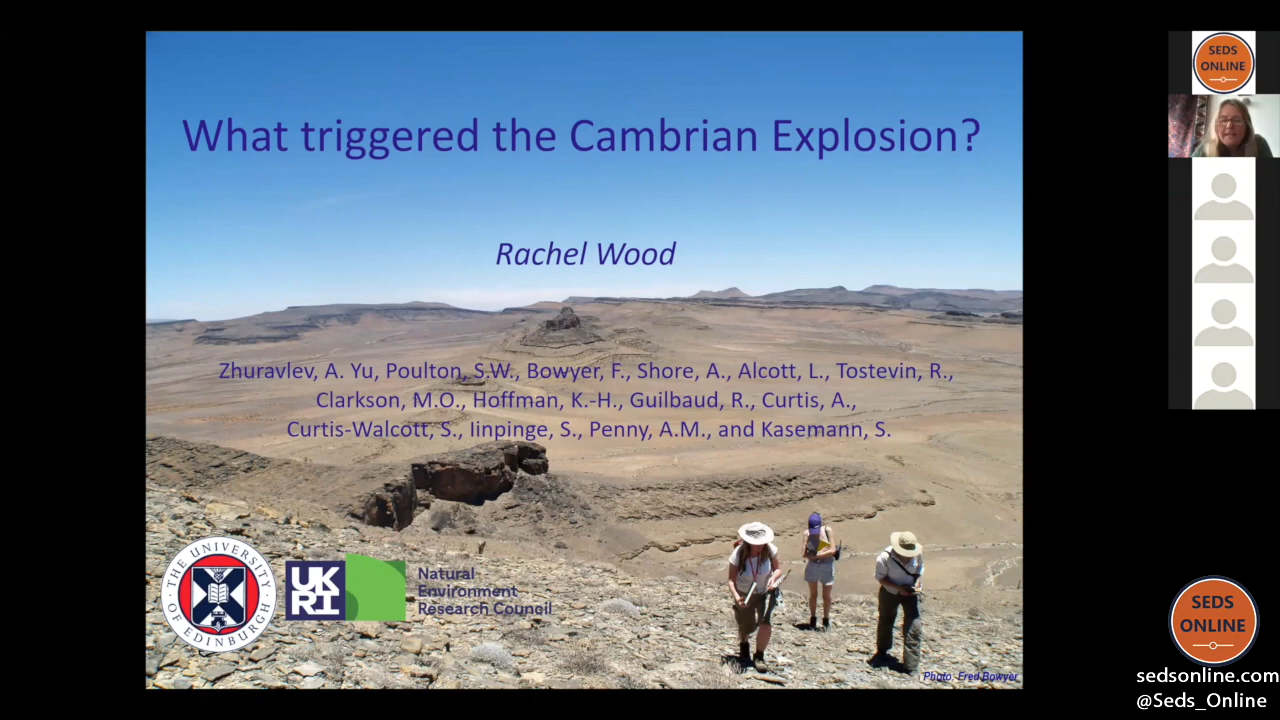 What triggered the Cambrian Explosion?
Rachel Wood
Zhuravlev, A. Yu, Poulton, S.W., Bowyer, F., Shore, A., Alcott, L., Tostevin, R.,
Clarkson, M.O., Hoffman, K.-H., Guilbaud, R., Curtis, A.,
Curtis-Walcott, S., Iinpinge, S., Penny, A.M., and Kasemann, S.
THE UNIVERSITY
OF EDINBURGH
UK
RI
Natural
Environment
Research Council
Photo: Fred Bowyer
SEDS
ONLINE
SEDS
ONLINE
sedsonline.com
@Seds_Online